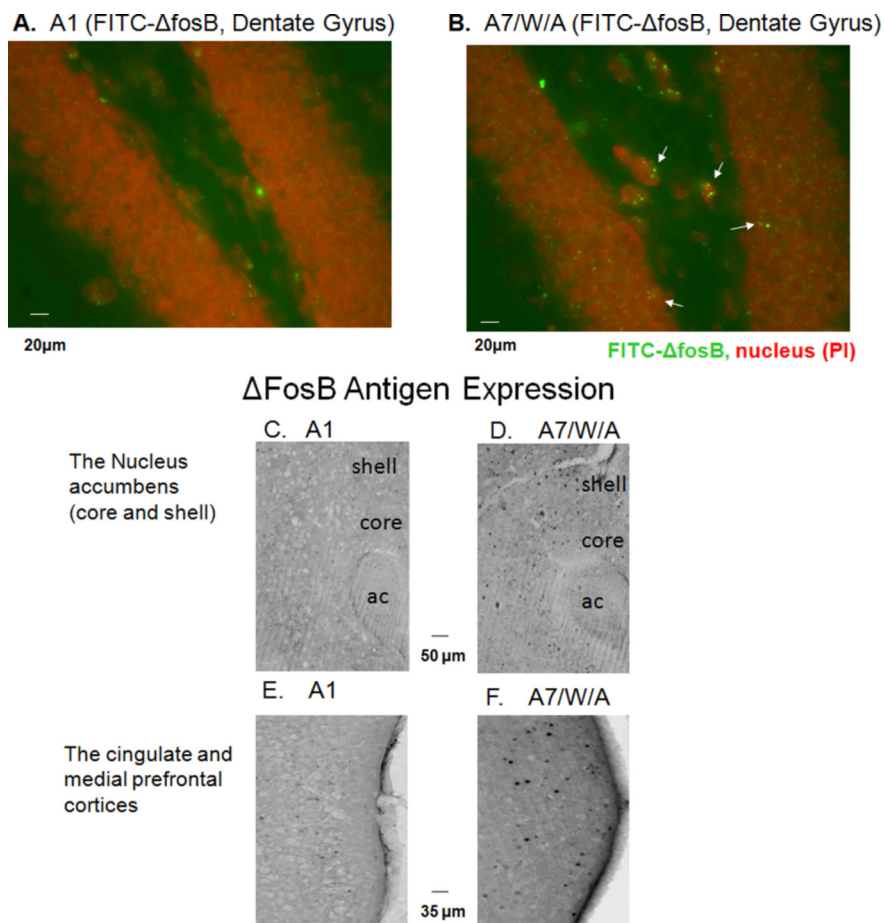 A. A1 (FITC-ΔfosB, Dentate Gyrus)
B. A7/W/A (FITC-ΔfosB, Dentate Gyrus)
20µm
20µm
FITC-ΔfosB, nucleus (PI)
ΔFosB Antigen Expression
C. A1
D. A7/W/A
The Nucleus
accumbens
(core and shell)
shell
core
ac
shell
core
ac
50 µm
E. A1
F. A7/W/A
The cingulate and
medial prefrontal
cortices
35 µm